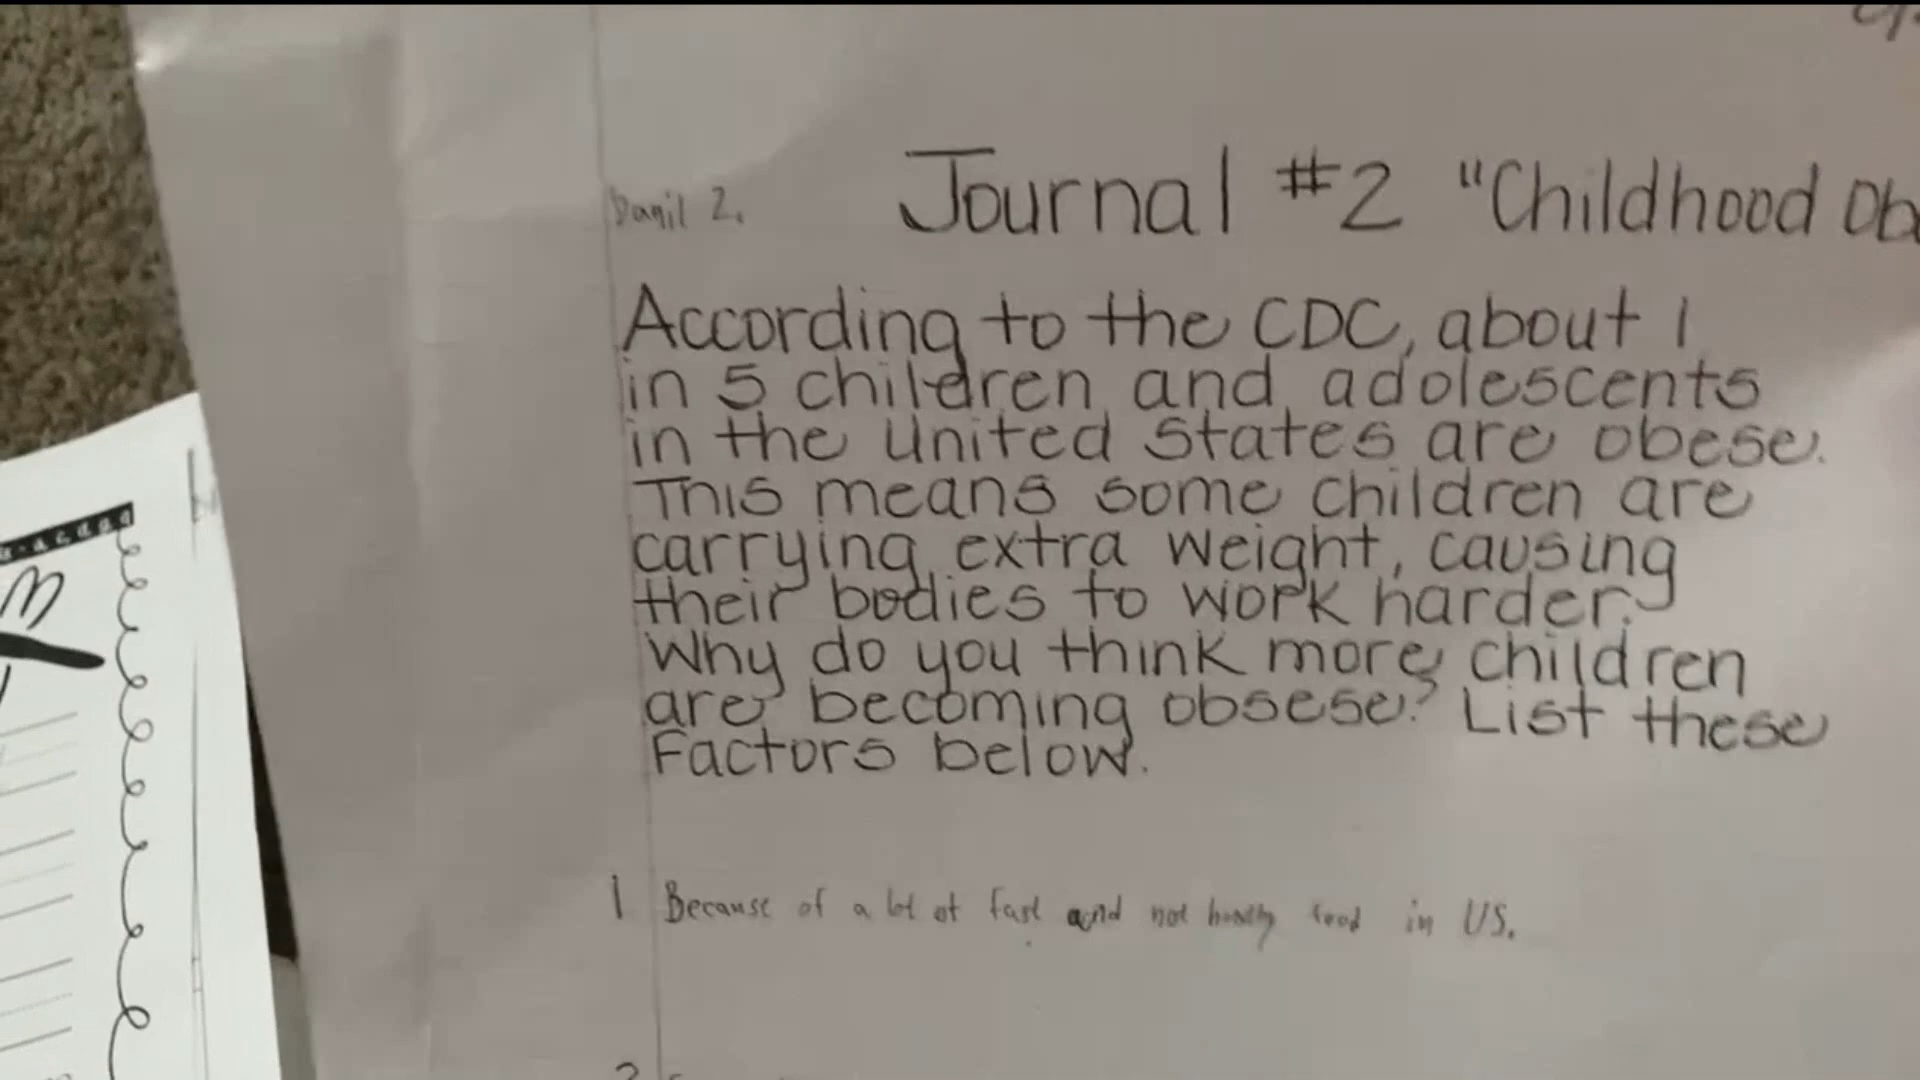 Danil Z.
Journal #2 "Childhood Ob
According to the CDC, about 1
in 5 children and adolescents
in the United States are obese.
This means some children are
carrying extra weight, causing
their bodies to work harder.
Why do you think more children
are becoming obsese? List these
Factors below.
1 Because of a lot of fast and not food in US.
2